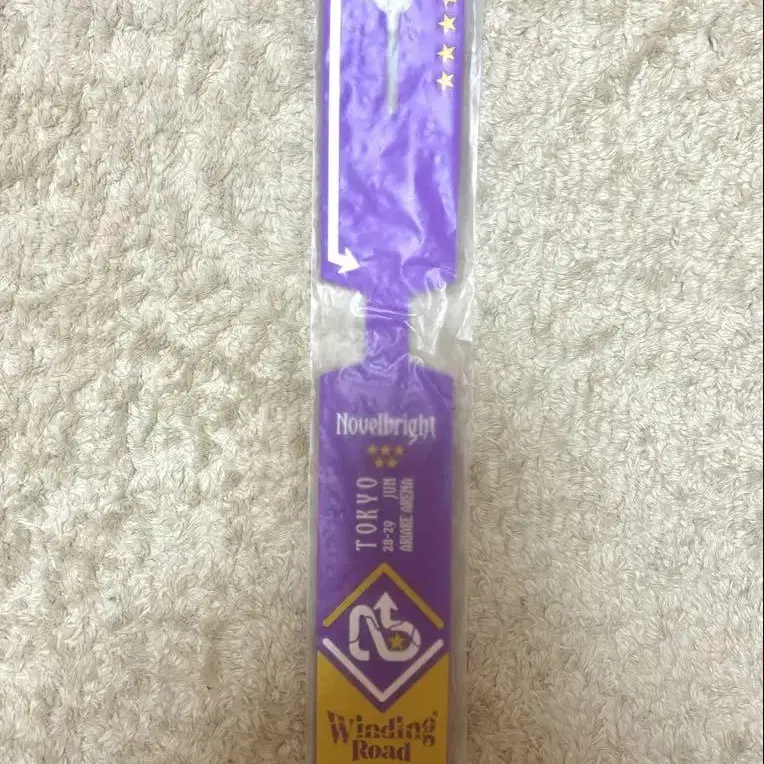 Novelbright
TOKYO
28-29 JUN
ARIAKE ARENA
Winding
Road